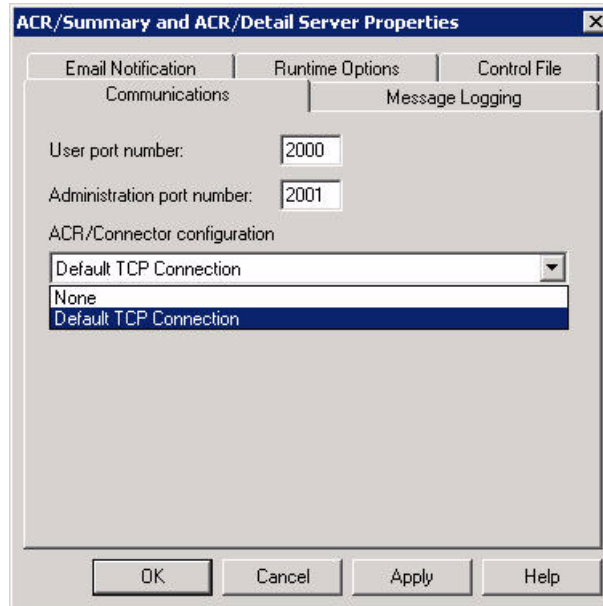 ACR/Summary and ACR/Detail Server Properties
Email Notification Runtime Options Control File
Communications Message Logging
User port number: 2000
Administration port number: 2001
ACR/Connector configuration
Default TCP Connection
None
Default TCP Connection
OK Cancel Apply Help